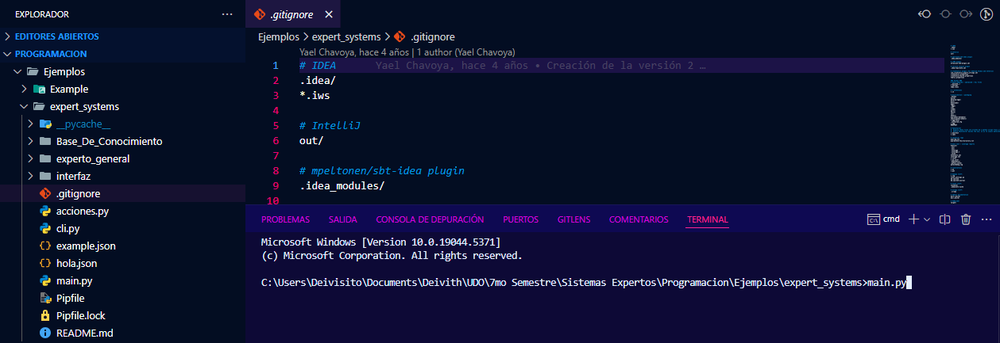 EXPLORADOR
EDITORES ABIERTOS
PROGRAMACION
Ejemplos
Example
expert_systems
__pycache__
Base_De_Conocimiento
experto_general
interfaz
.gitignore
acciones.py
cli.py
example.json
hola.json
main.py
Pipfile
Pipfile.lock
README.md
.gitignore
Ejemplos > expert_systems > .gitignore
Yael Chavoya, hace 4 años | 1 author (Yael Chavoya)
1 # IDEA Yael Chavoya, hace 4 años • Creación de la versión 2 …
2 .idea/
3 *.iws
4
5 # IntelliJ
6 out/
7
8 # mpeltonen/sbt-idea plugin
9 .idea_modules/
10
PROBLEMAS SALIDA CONSOLA DE DEPURACIÓN PUERTOS GITLENS COMENTARIOS TERMINAL cmd
Microsoft Windows [Version 10.0.19044.5371]
(c) Microsoft Corporation. All rights reserved.
C:\Users\Deivisito\Documents\Deivith\UDO\7mo Semestre\Sistemas Expertos\Programacion\Ejemplos\expert_systems>main.py